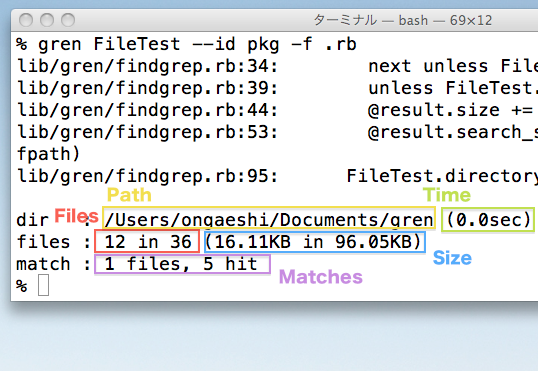 ターミナル — bash — 69×12
% gren FileTest --id pkg -f .rb
lib/gren/findgrep.rb:34: next unless File
lib/gren/findgrep.rb:39: unless FileTest.
lib/gren/findgrep.rb:44: @result.size +=
lib/gren/findgrep.rb:53: @result.search_s
fpath)
lib/gren/findgrep.rb:95: FileTest.directory
Path Time
dir : /Users/ongaeshi/Documents/gren (0.0sec)
Files
files : 12 in 36 (16.11KB in 96.05KB)
Size
match : 1 files, 5 hit
Matches
%